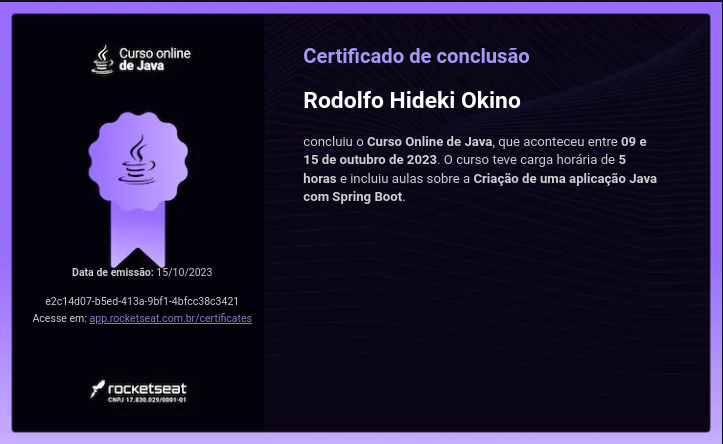 Curso online
de Java
Data de emissão: 15/10/2023
e2c14d07-b5ed-413a-9bf1-4bfcc38c3421
Acesse em: app.rocketseat.com.br/certificates
rocketseat
CNPJ 17.830.029/0001-01
Certificado de conclusão
Rodolfo Hideki Okino
concluiu o Curso Online de Java, que aconteceu entre 09 e
15 de outubro de 2023. O curso teve carga horária de 5
horas e incluiu aulas sobre a Criação de uma aplicação Java
com Spring Boot.